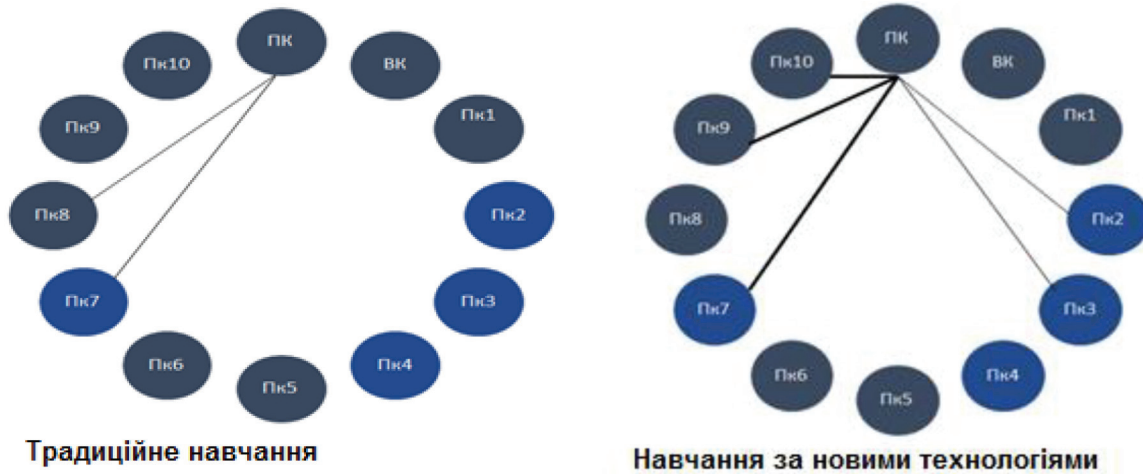 ПК
ВК
Пк1
Пк2
Пк3
Пк4
Пк5
Пк6
Пк7
Пк8
Пк9
Пк10
Традиційне навчання
ПК
ВК
Пк1
Пк2
Пк3
Пк4
Пк5
Пк6
Пк7
Пк8
Пк9
Пк10
Навчання за новими технологіями